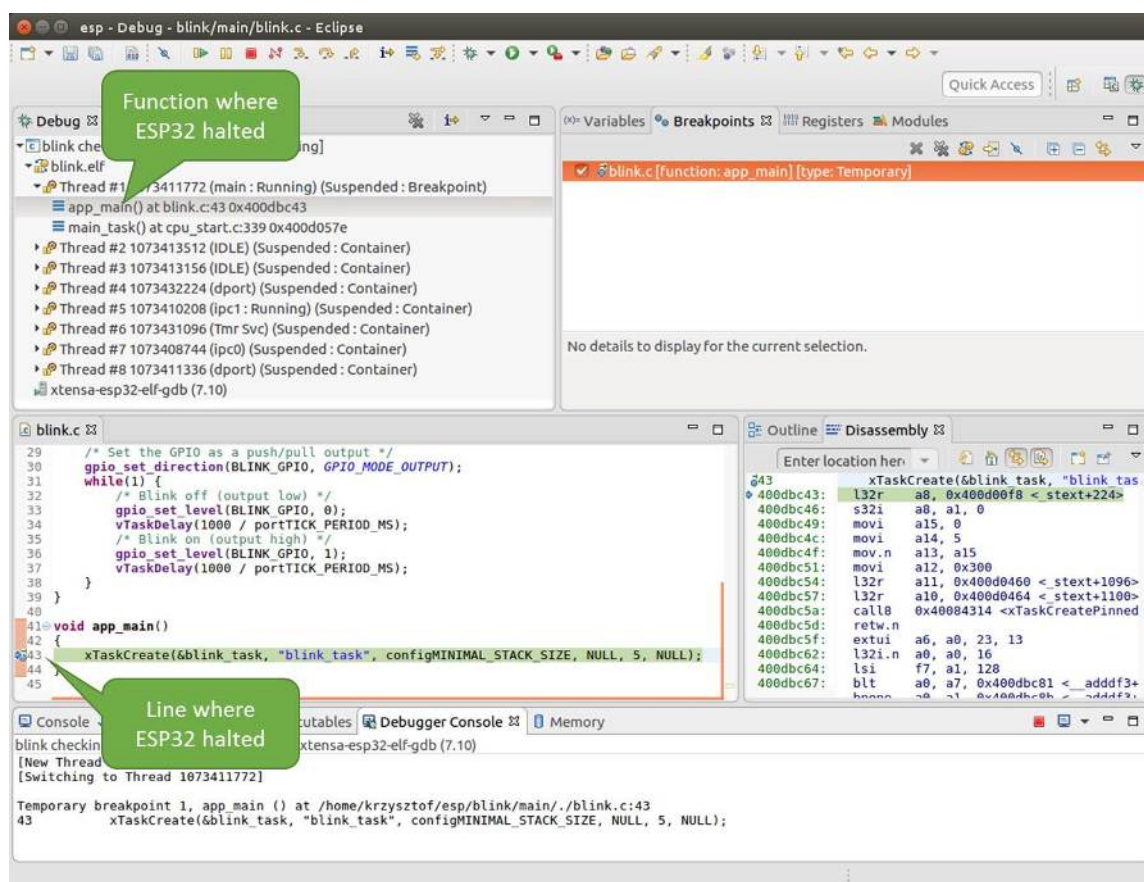 esp - Debug - blink/main/blink.c - Eclipse
Quick Access
Function where
ESP32 halted
Debug
blink che
ing]
blink.elf
Thread #1 073411772 (main : Running) (Suspended : Breakpoint)
app_main() at blink.c:43 0x400dbc43
main_task() at cpu_start.c:339 0x400d057e
Thread #2 1073413512 (IDLE) (Suspended : Container)
Thread #3 1073413156 (IDLE) (Suspended : Container)
Thread #4 1073432224 (dport) (Suspended : Container)
Thread #5 1073410208 (ipc1 : Running) (Suspended : Container)
Thread #6 1073431096 (Tmr Svc) (Suspended : Container)
Thread #7 1073408744 (ipc0) (Suspended : Container)
Thread #8 1073411336 (dport) (Suspended : Container)
xtensa-esp32-elf-gdb (7.10)
(x)= Variables Breakpoints Registers Modules
blink.c [function: app_main] [type: Temporary]
No details to display for the current selection.
blink.c
29 /* Set the GPIO as a push/pull output */
30 gpio_set_direction(BLINK_GPIO, GPIO_MODE_OUTPUT);
31 while(1) {
32 /* Blink off (output low) */
33 gpio_set_level(BLINK_GPIO, 0);
34 vTaskDelay(1000 / portTICK_PERIOD_MS);
35 /* Blink on (output high) */
36 gpio_set_level(BLINK_GPIO, 1);
37 vTaskDelay(1000 / portTICK_PERIOD_MS);
38 }
39 }
40
41 void app_main()
42 {
43 xTaskCreate(&blink_task, "blink_task", configMINIMAL_STACK_SIZE, NULL, 5, NULL);
44 }
45
Outline Disassembly
Enter location her
43 xTaskCreate(&blink_task, "blink_tas
400dbc43: l32r a8, 0x400d00f8 <_stext+224>
400dbc46: s32i a8, a1, 0
400dbc49: movi a15, 0
400dbc4c: movi a14, 5
400dbc4f: mov.n a13, a15
400dbc51: movi a12, 0x300
400dbc54: l32r a11, 0x400d0460 <_stext+1096>
400dbc57: l32r a10, 0x400d0464 <_stext+1100>
400dbc5a: call8 0x40084314 <xTaskCreatePinned
400dbc5d: retw.n
400dbc5f: extui a6, a0, 23, 13
400dbc62: l32i.n a0, a0, 16
400dbc64: lsi f7, a1, 128
400dbc67: blt a0, a7, 0x400dbc81 <__adddf3+
Line where
ESP32 halted
Console
cutables Debugger Console Memory
blink checkin
xtensa-esp32-elf-gdb (7.10)
[New Thread
[Switching to Thread 1073411772]
Temporary breakpoint 1, app_main () at /home/krzysztof/esp/blink/main/./blink.c:43
43 xTaskCreate(&blink_task, "blink_task", configMINIMAL_STACK_SIZE, NULL, 5, NULL);